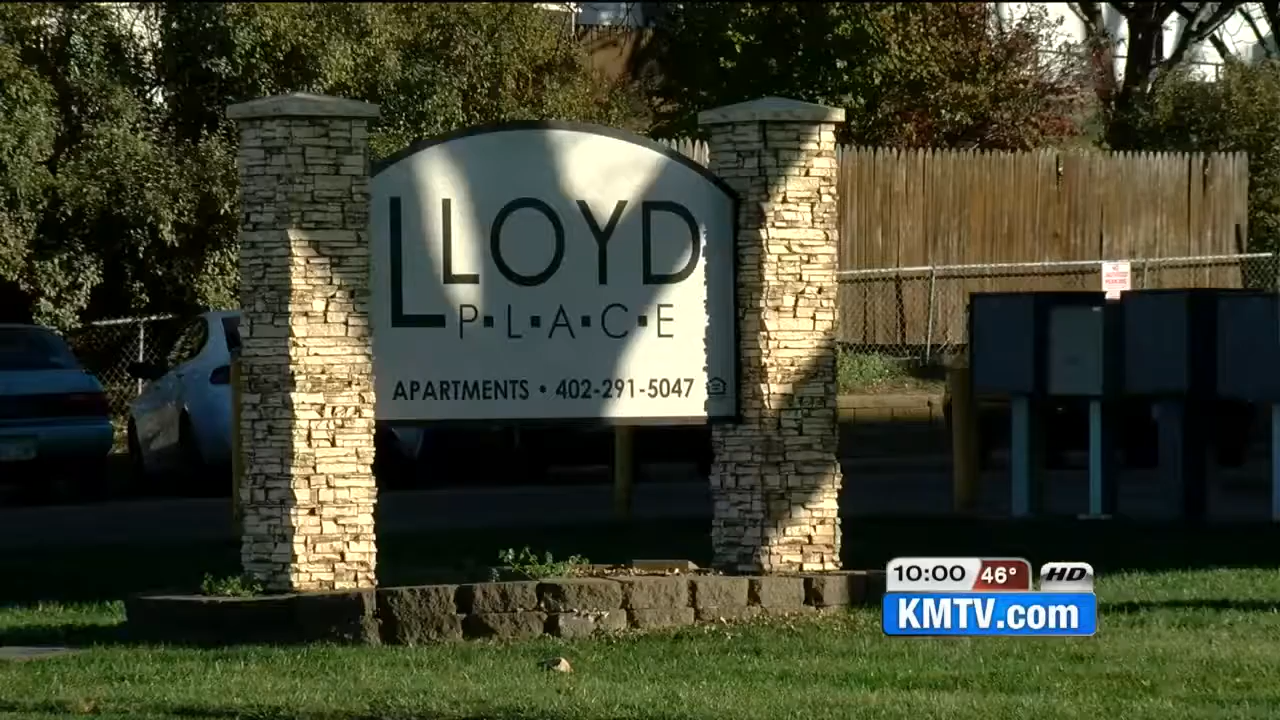 LLOYD
P·L·A·C·E
APARTMENTS • 402-291-5047
10:00 46° HD
KMTV.com